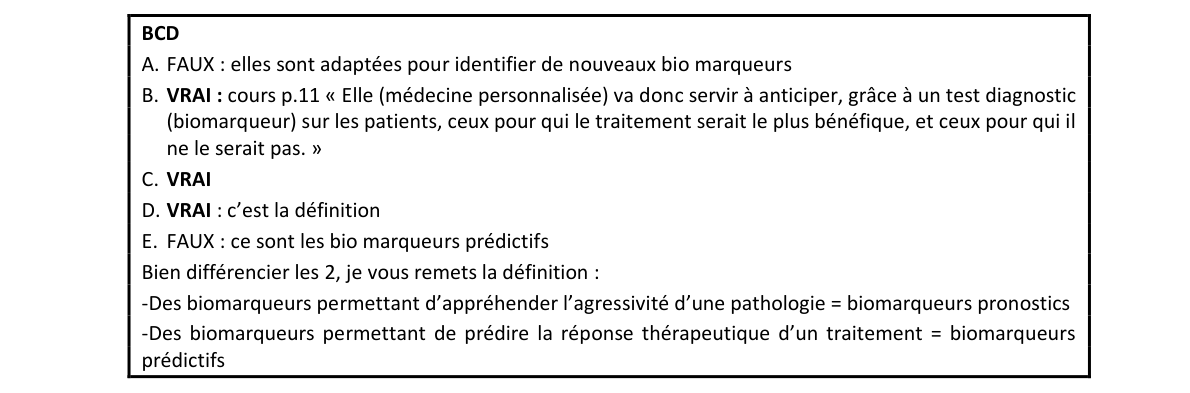 BCD
A. FAUX : elles sont adaptées pour identifier de nouveaux bio marqueurs
B. VRAI : cours p.11 « Elle (médecine personnalisée) va donc servir à anticiper, grâce à un test diagnostic
(biomarqueur) sur les patients, ceux pour qui le traitement serait le plus bénéfique, et ceux pour qui il
ne le serait pas. »
C. VRAI
D. VRAI : c’est la définition
E. FAUX : ce sont les bio marqueurs prédictifs
Bien différencier les 2, je vous remets la définition :
-Des biomarqueurs permettant d’appréhender l’agressivité d’une pathologie = biomarqueurs pronostics
-Des biomarqueurs permettant de prédire la réponse thérapeutique d’un traitement = biomarqueurs
prédictifs